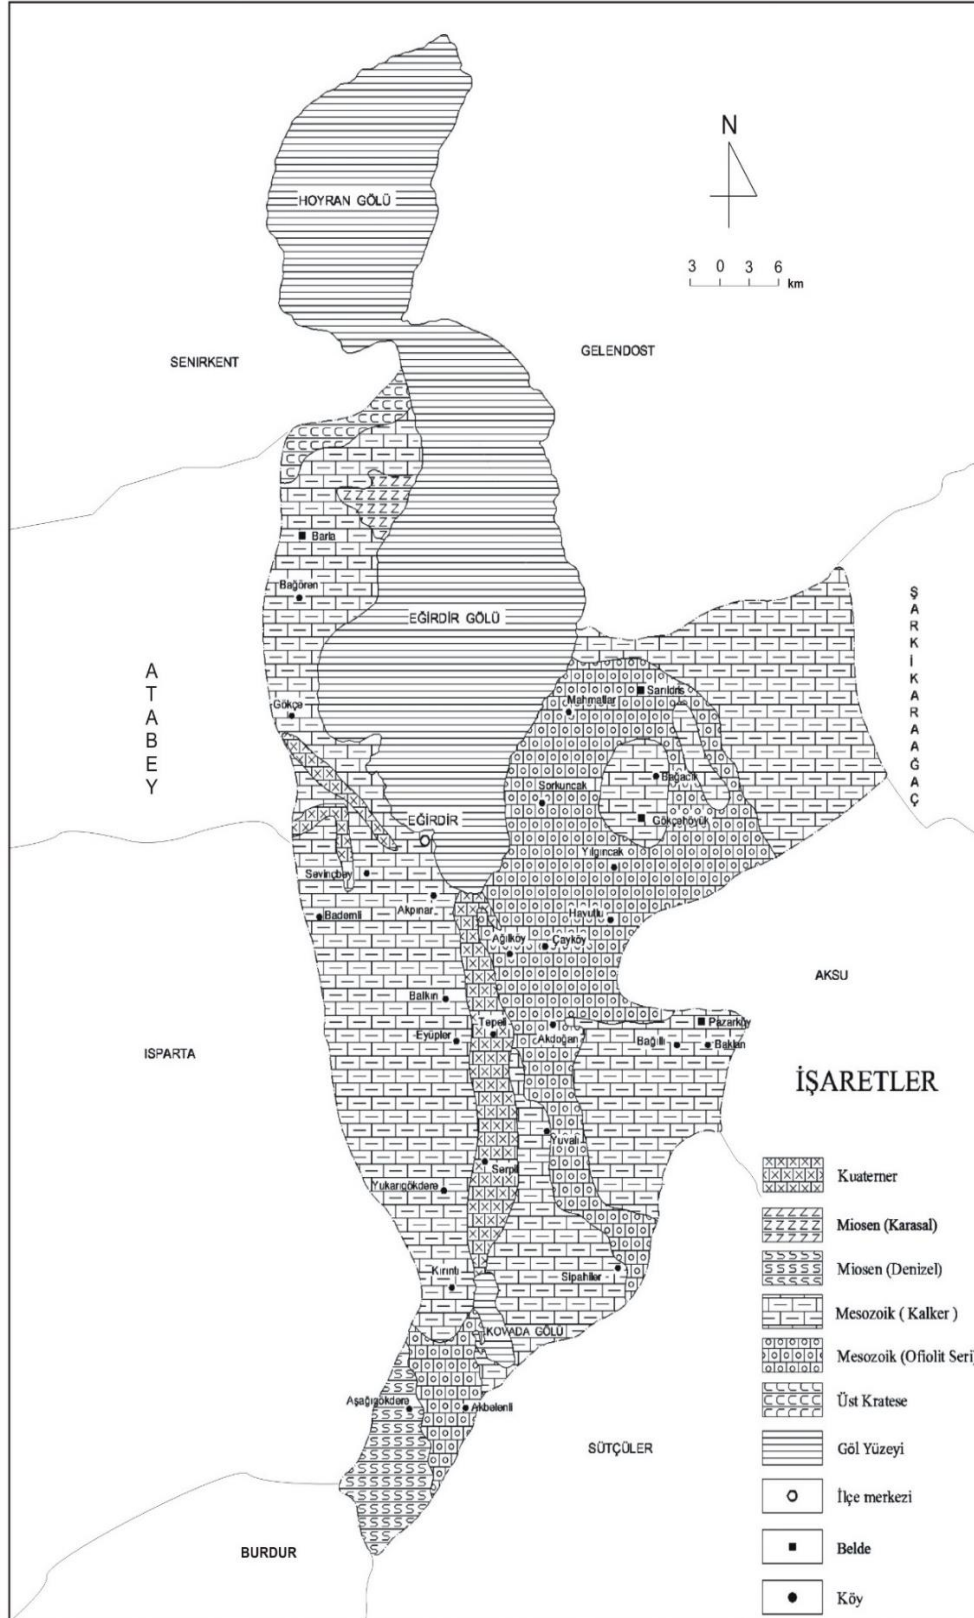 N
HOYRAN GÖLÜ
3 0 3 6
km
SENIRKENT
GELENDOST
Barla
Bağören
EĞİRDİR GÖLÜ
ŞARKİKARAAĞAÇ
ATABEY
Sarıidris
Mahmatlar
Gökçe
Bağacık
Sorkuncak
Gökçehöyük
EĞİRDİR
Yılgıncak
Sevinçbey
Akpınar
Bademli
Havutlu
Ağılköy
Çayköy
AKSU
Balkırı
Tepeli
Pazarköy
Eyüpler
Akdoğan
Bağıllı
Baklan
ISPARTA
İŞARETLER
Yuvalı
Serpil
Yukarıgökdere
Kırıntı
Sipahiler
KOVADA GÖLÜ
Aşağıgökdere
Akbelenli
SÜTÇÜLER
BURDUR
Kuaterner
Miosen (Karasal)
Miosen (Denizel)
Mesozoik ( Kalker )
Mesozoik (Ofiolit Seri)
Üst Kratese
Göl Yüzeyi
İlçe merkezi
Belde
Köy